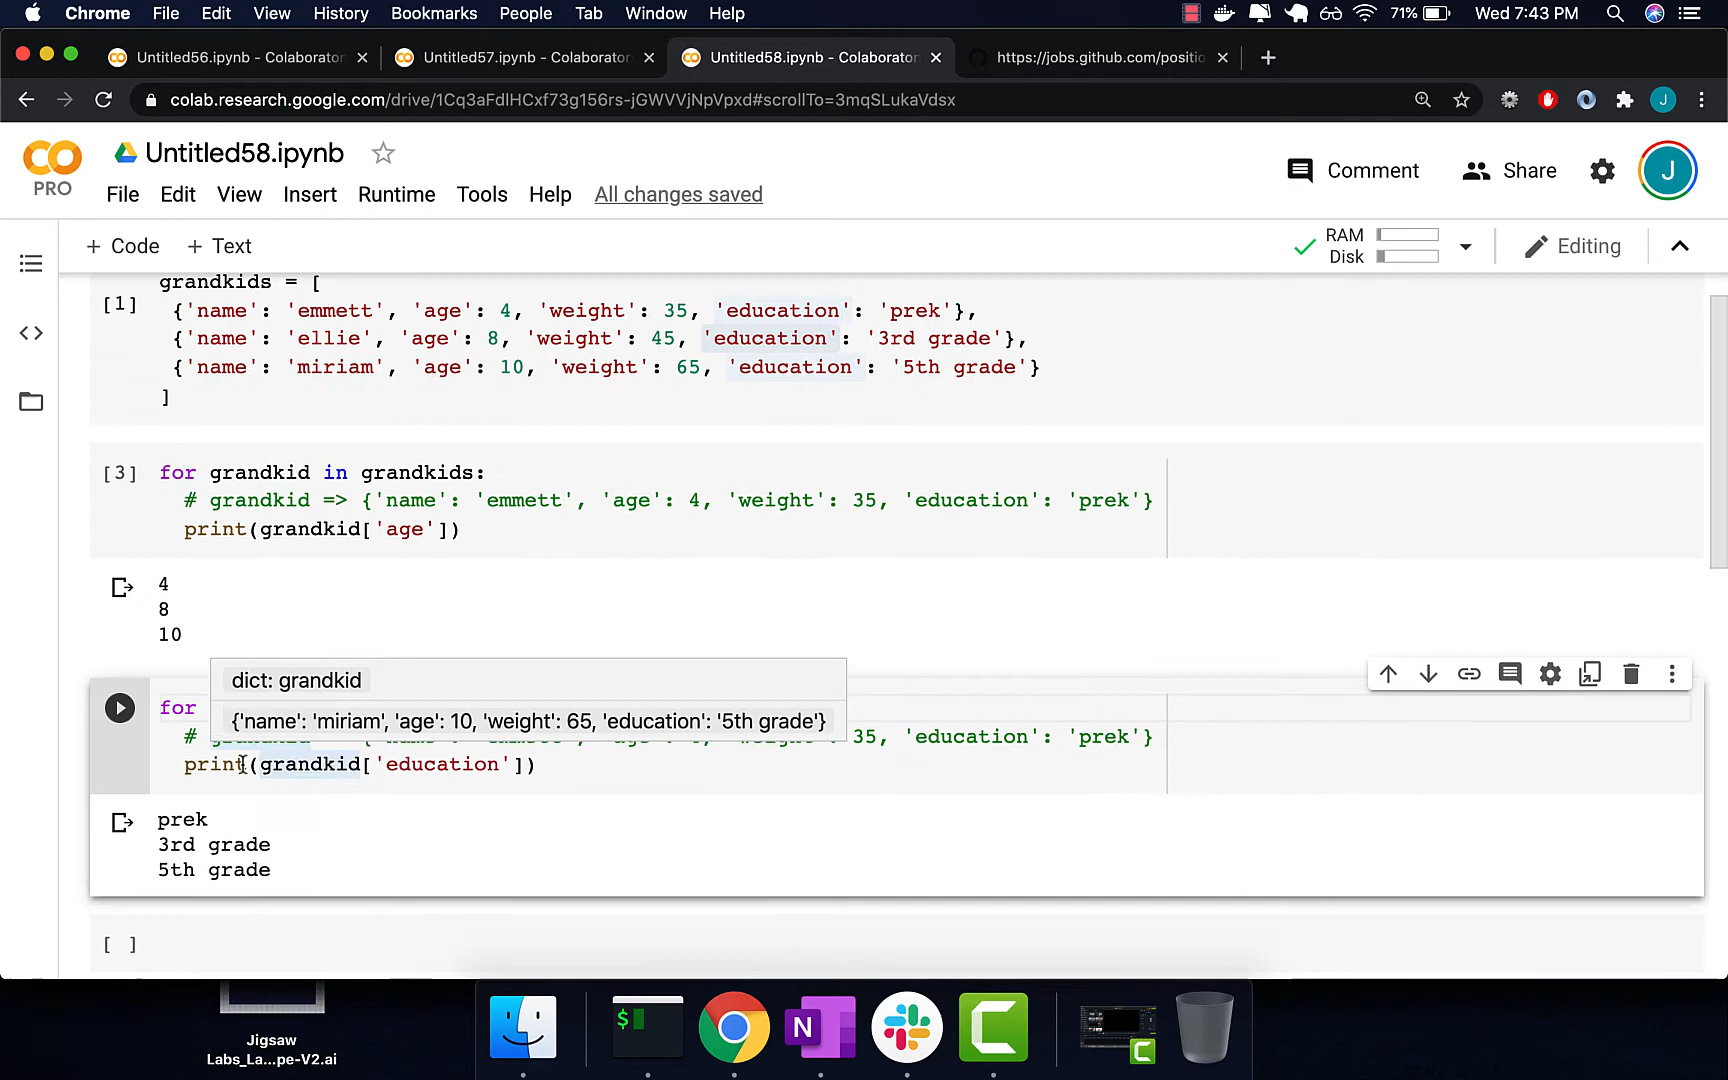 Chrome File Edit View History Bookmarks People Tab Window Help 71% Wed 7:43 PM
Untitled56.ipynb - Colaborator Untitled57.ipynb - Colaborator Untitled58.ipynb - Colaborator https://jobs.github.com/positio
colab.research.google.com/drive/1Cq3aFdlHCxf73g156rs-jGWVVjNpVpxd#scrollTo=3mqSLukaVdsx J
CO Untitled58.ipynb
PRO
File Edit View Insert Runtime Tools Help All changes saved
Comment Share J
+ Code + Text RAM Disk Editing
grandkids = [
[1] {'name': 'emmett', 'age': 4, 'weight': 35, 'education': 'prek'},
{'name': 'ellie', 'age': 8, 'weight': 45, 'education': '3rd grade'},
{'name': 'miriam', 'age': 10, 'weight': 65, 'education': '5th grade'}
]
[3] for grandkid in grandkids:
# grandkid => {'name': 'emmett', 'age': 4, 'weight': 35, 'education': 'prek'}
print(grandkid['age'])
4
8
10
dict: grandkid
{'name': 'miriam', 'age': 10, 'weight': 65, 'education': '5th grade'}
for
# 35, 'education': 'prek'}
print(grandkid['education'])
prek
3rd grade
5th grade
[ ]
$ N
Jigsaw
Labs_La...pe-V2.ai